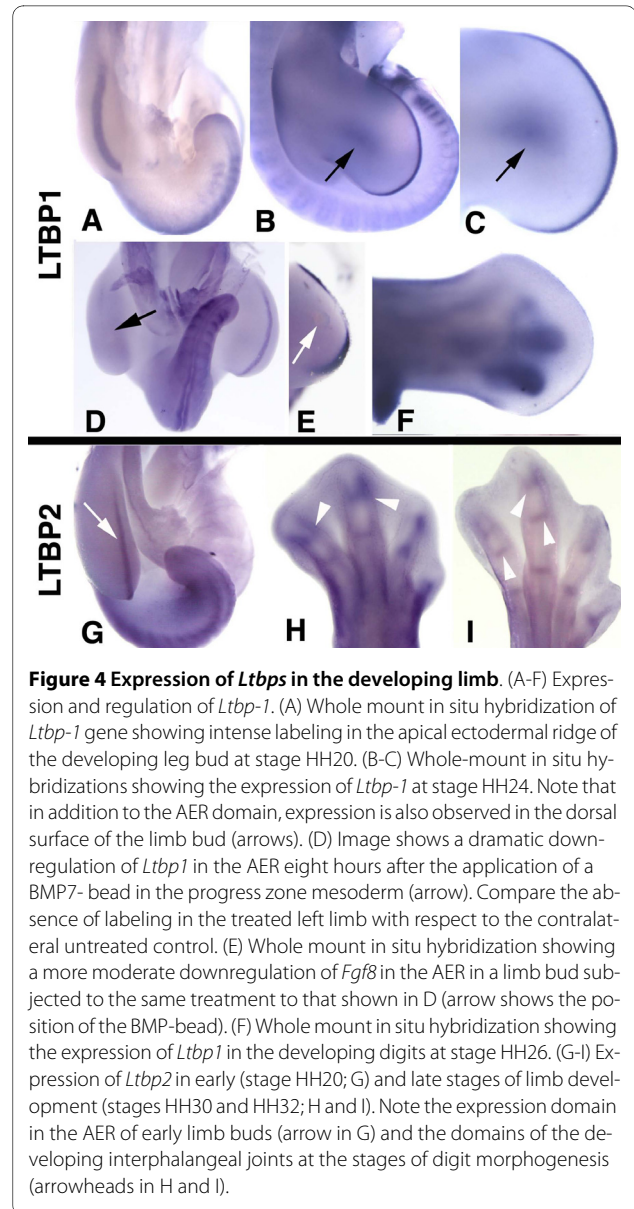 LTBP1
A
B
C
D
E
F
LTBP2
G
H
I
Figure 4 Expression of Ltbps in the developing limb. (A-F) Expres-
sion and regulation of Ltbp-1. (A) Whole mount in situ hybridization of
Ltbp-1 gene showing intense labeling in the apical ectodermal ridge of
the developing leg bud at stage HH20. (B-C) Whole-mount in situ hy-
bridizations showing the expression of Ltbp-1 at stage HH24. Note that
in addition to the AER domain, expression is also observed in the dorsal
surface of the limb bud (arrows). (D) Image shows a dramatic down-
regulation of Ltbp1 in the AER eight hours after the application of a
BMP7- bead in the progress zone mesoderm (arrow). Compare the ab-
sence of labeling in the treated left limb with respect to the contralat-
eral untreated control. (E) Whole mount in situ hybridization showing
a more moderate downregulation of Fgf8 in the AER in a limb bud sub-
jected to the same treatment to that shown in D (arrow shows the po-
sition of the BMP-bead). (F) Whole mount in situ hybridization showing
the expression of Ltbp1 in the developing digits at stage HH26. (G-I) Ex-
pression of Ltbp2 in early (stage HH20; G) and late stages of limb devel-
opment (stages HH30 and HH32; H and I). Note the expression domain
in the AER of early limb buds (arrow in G) and the domains of the de-
veloping interphalangeal joints at the stages of digit morphogenesis
(arrowheads in H and I).